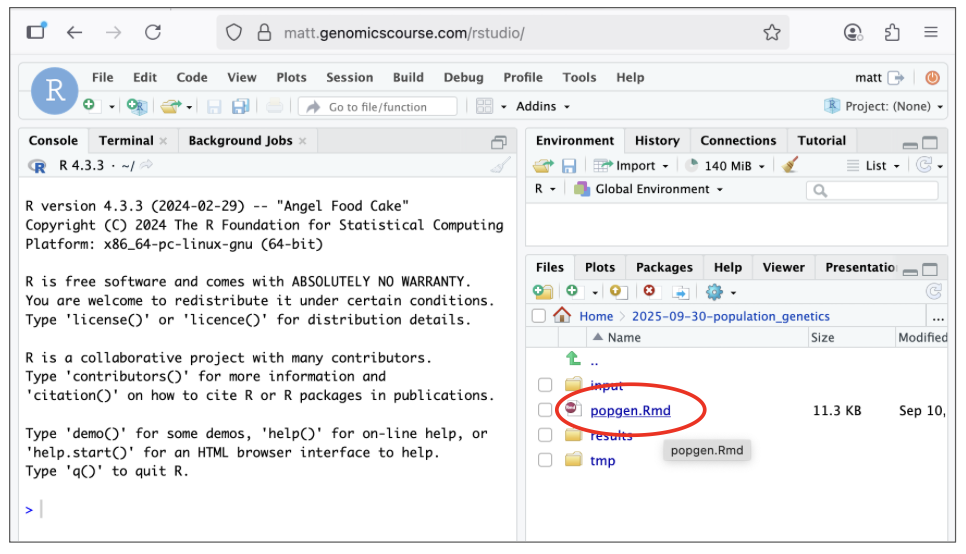 matt.genomicscourse.com/rstudio/
R
File Edit Code View Plots Session Build Debug Profile Tools Help
matt
Go to file/function
Addins
Project: (None)
Console Terminal Background Jobs
R R 4.3.3 · ~/
R version 4.3.3 (2024-02-29) -- "Angel Food Cake"
Copyright (C) 2024 The R Foundation for Statistical Computing
Platform: x86_64-pc-linux-gnu (64-bit)
R is free software and comes with ABSOLUTELY NO WARRANTY.
You are welcome to redistribute it under certain conditions.
Type 'license()' or 'licence()' for distribution details.
R is a collaborative project with many contributors.
Type 'contributors()' for more information and
'citation()' on how to cite R or R packages in publications.
Type 'demo()' for some demos, 'help()' for on-line help, or
'help.start()' for an HTML browser interface to help.
Type 'q()' to quit R.
>
Environment History Connections Tutorial
Import 140 MiB List
R Global Environment
Files Plots Packages Help Viewer Presentatio
Home 2025-09-30-population_genetics ...
Name Size Modified
..
input
popgen.Rmd 11.3 KB Sep 10,
results
popgen.Rmd
tmp